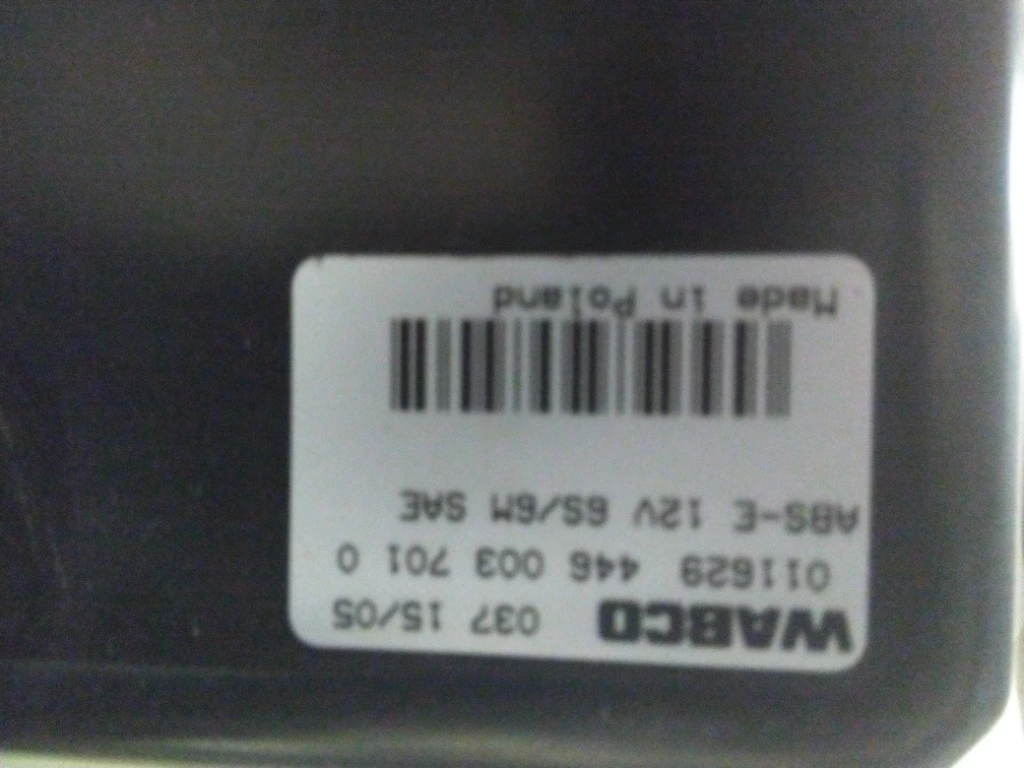 WABCO 037 15/05
011629 446 003 701 0
ABS-E 12V 6S/6M SAE
Made in Poland